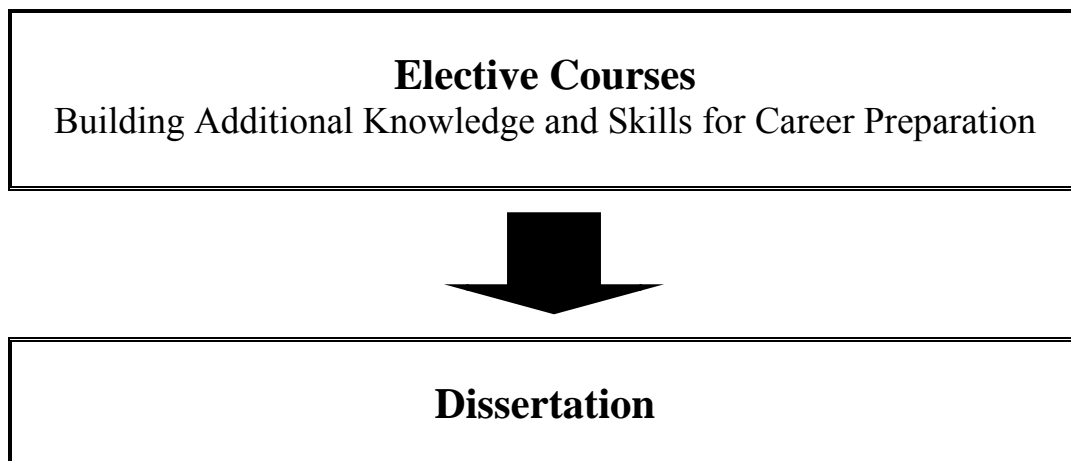 Elective Courses
Building Additional Knowledge and Skills for Career Preparation
Dissertation